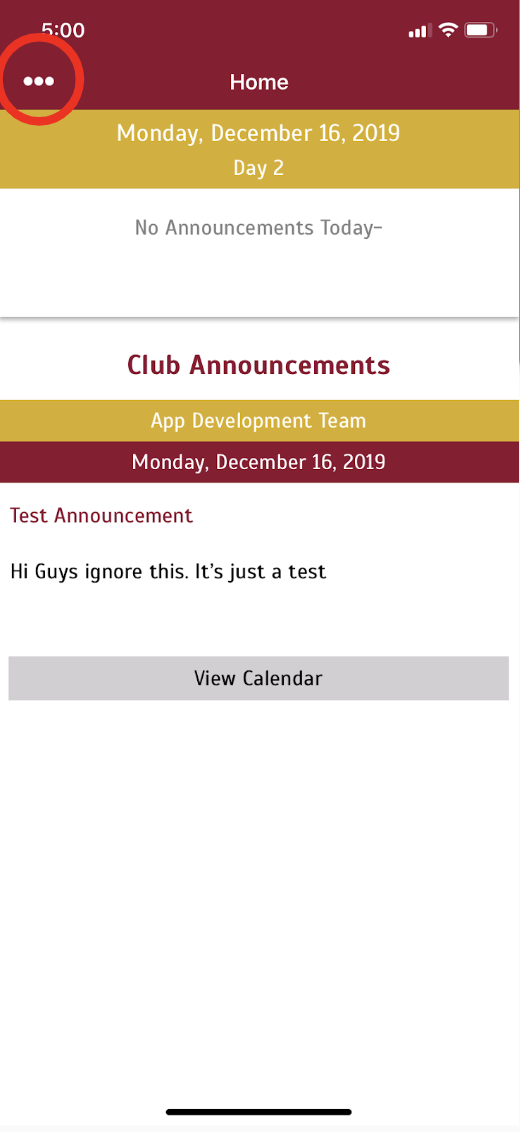 5:00
Home
Monday, December 16, 2019
Day 2
No Announcements Today-
Club Announcements
App Development Team
Monday, December 16, 2019
Test Announcement
Hi Guys ignore this. It's just a test
View Calendar